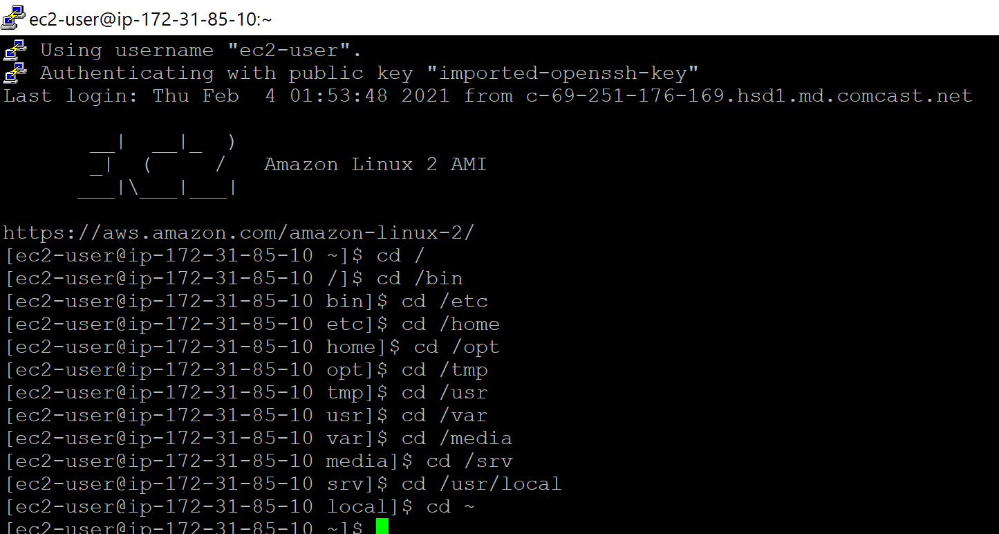 ec2-user@ip-172-31-85-10:~
Using username "ec2-user".
Authenticating with public key "imported-openssh-key"
Last login: Thu Feb  4 01:53:48 2021 from c-69-251-176-169.hsd1.md.comcast.net
       __|  __|_  )
       _|  (     /   Amazon Linux 2 AMI
      ___|\___|___|
https://aws.amazon.com/amazon-linux-2/
[ec2-user@ip-172-31-85-10 ~]$ cd /
[ec2-user@ip-172-31-85-10 /]$ cd /bin
[ec2-user@ip-172-31-85-10 bin]$ cd /etc
[ec2-user@ip-172-31-85-10 etc]$ cd /home
[ec2-user@ip-172-31-85-10 home]$ cd /opt
[ec2-user@ip-172-31-85-10 opt]$ cd /tmp
[ec2-user@ip-172-31-85-10 tmp]$ cd /usr
[ec2-user@ip-172-31-85-10 usr]$ cd /var
[ec2-user@ip-172-31-85-10 var]$ cd /media
[ec2-user@ip-172-31-85-10 media]$ cd /srv
[ec2-user@ip-172-31-85-10 srv]$ cd /usr/local
[ec2-user@ip-172-31-85-10 local]$ cd ~
[ec2-user@ip-172-31-85-10 ~]$